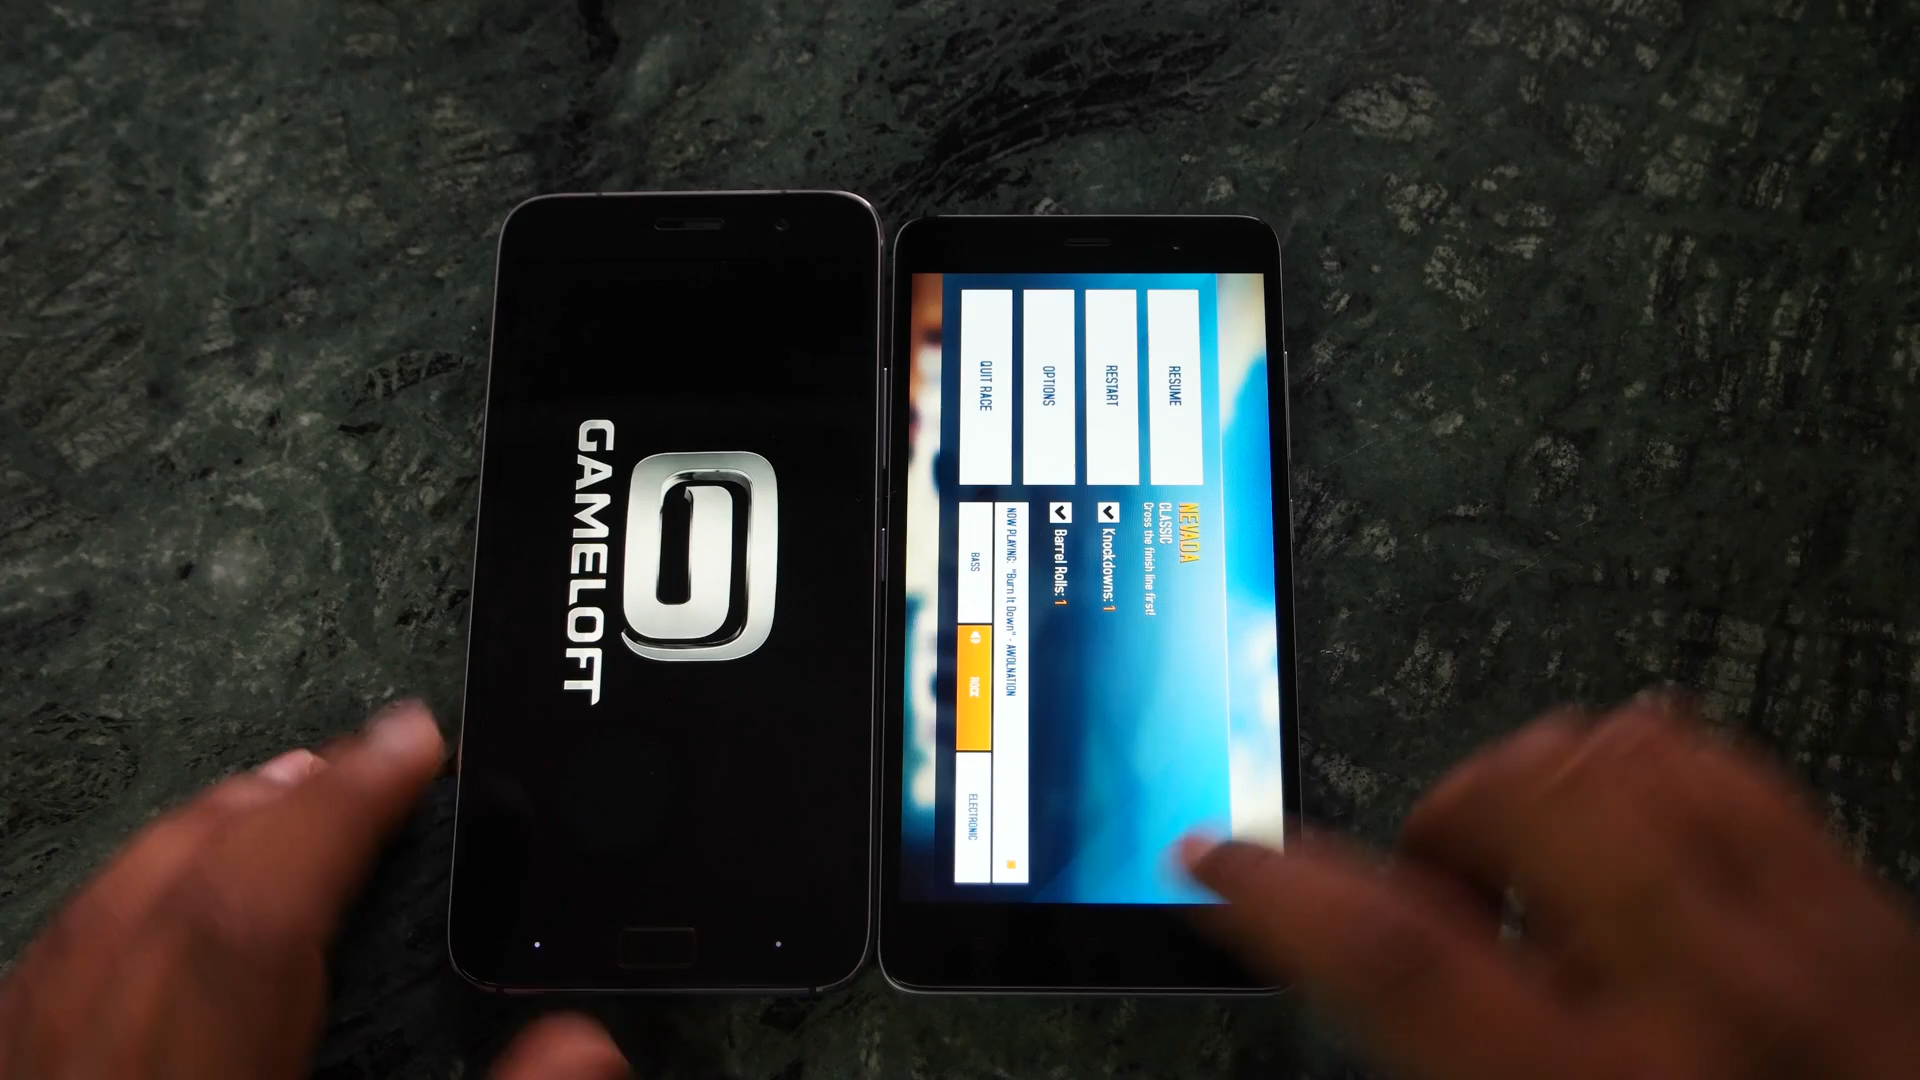 GAMELOFT
RESUME
RESTART
OPTIONS
QUIT RACE
NEVADA
CLASSIC
Cross the finish line first!
Knockdowns: 1
Barrel Rolls: 1
NOW PLAYING: "Burn It Down" - AWOLNATION
BASS
ROCK
ELECTRONIC